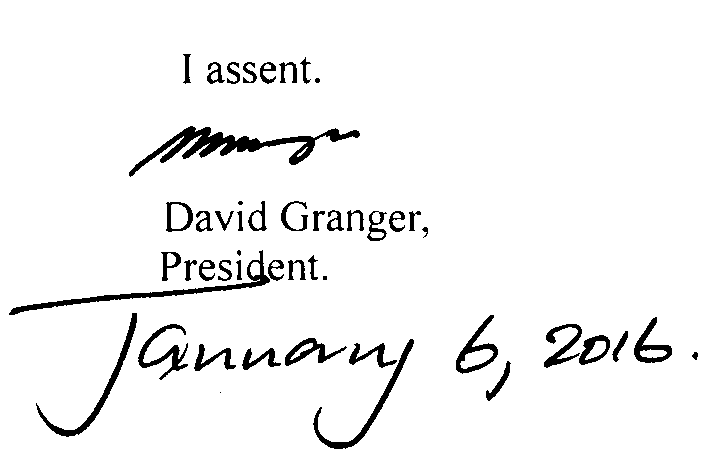 I assent.
David Granger,
President.
January 6, 2016.